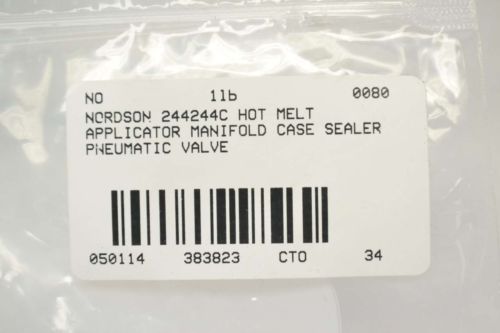 NO 1lb 0080
NORDSON 244244C HOT MELT
APPLICATOR MANIFOLD CASE SEALER
PNEUMATIC VALVE
050114 383823 CTO 34